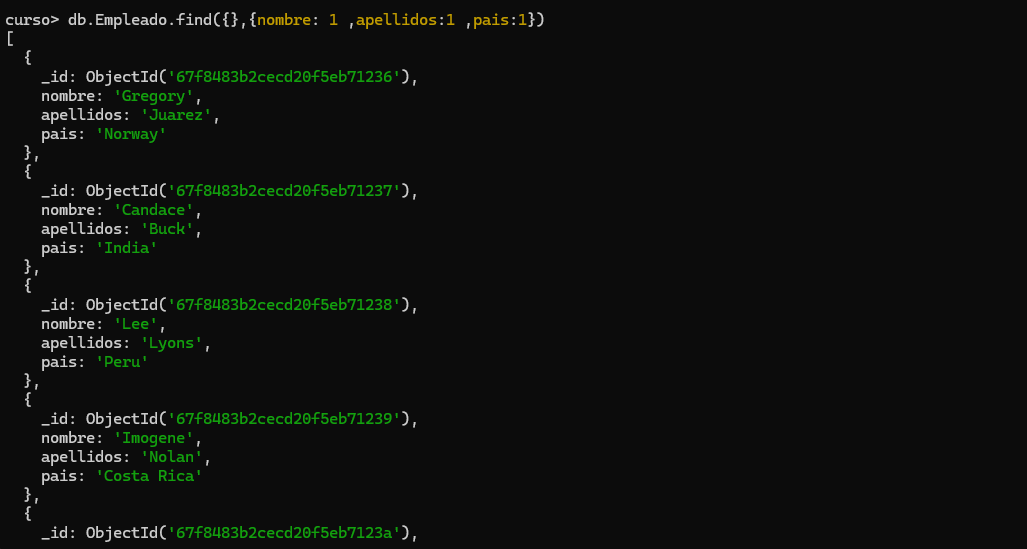 curso> db.Empleado.find({},{nombre: 1 ,apellidos:1 ,pais:1})
[
  {
    _id: ObjectId('67f8483b2cecd20f5eb71236'),
    nombre: 'Gregory',
    apellidos: 'Juarez',
    pais: 'Norway'
  },
  {
    _id: ObjectId('67f8483b2cecd20f5eb71237'),
    nombre: 'Candace',
    apellidos: 'Buck',
    pais: 'India'
  },
  {
    _id: ObjectId('67f8483b2cecd20f5eb71238'),
    nombre: 'Lee',
    apellidos: 'Lyons',
    pais: 'Peru'
  },
  {
    _id: ObjectId('67f8483b2cecd20f5eb71239'),
    nombre: 'Imogene',
    apellidos: 'Nolan',
    pais: 'Costa Rica'
  },
  {
    _id: ObjectId('67f8483b2cecd20f5eb7123a'),